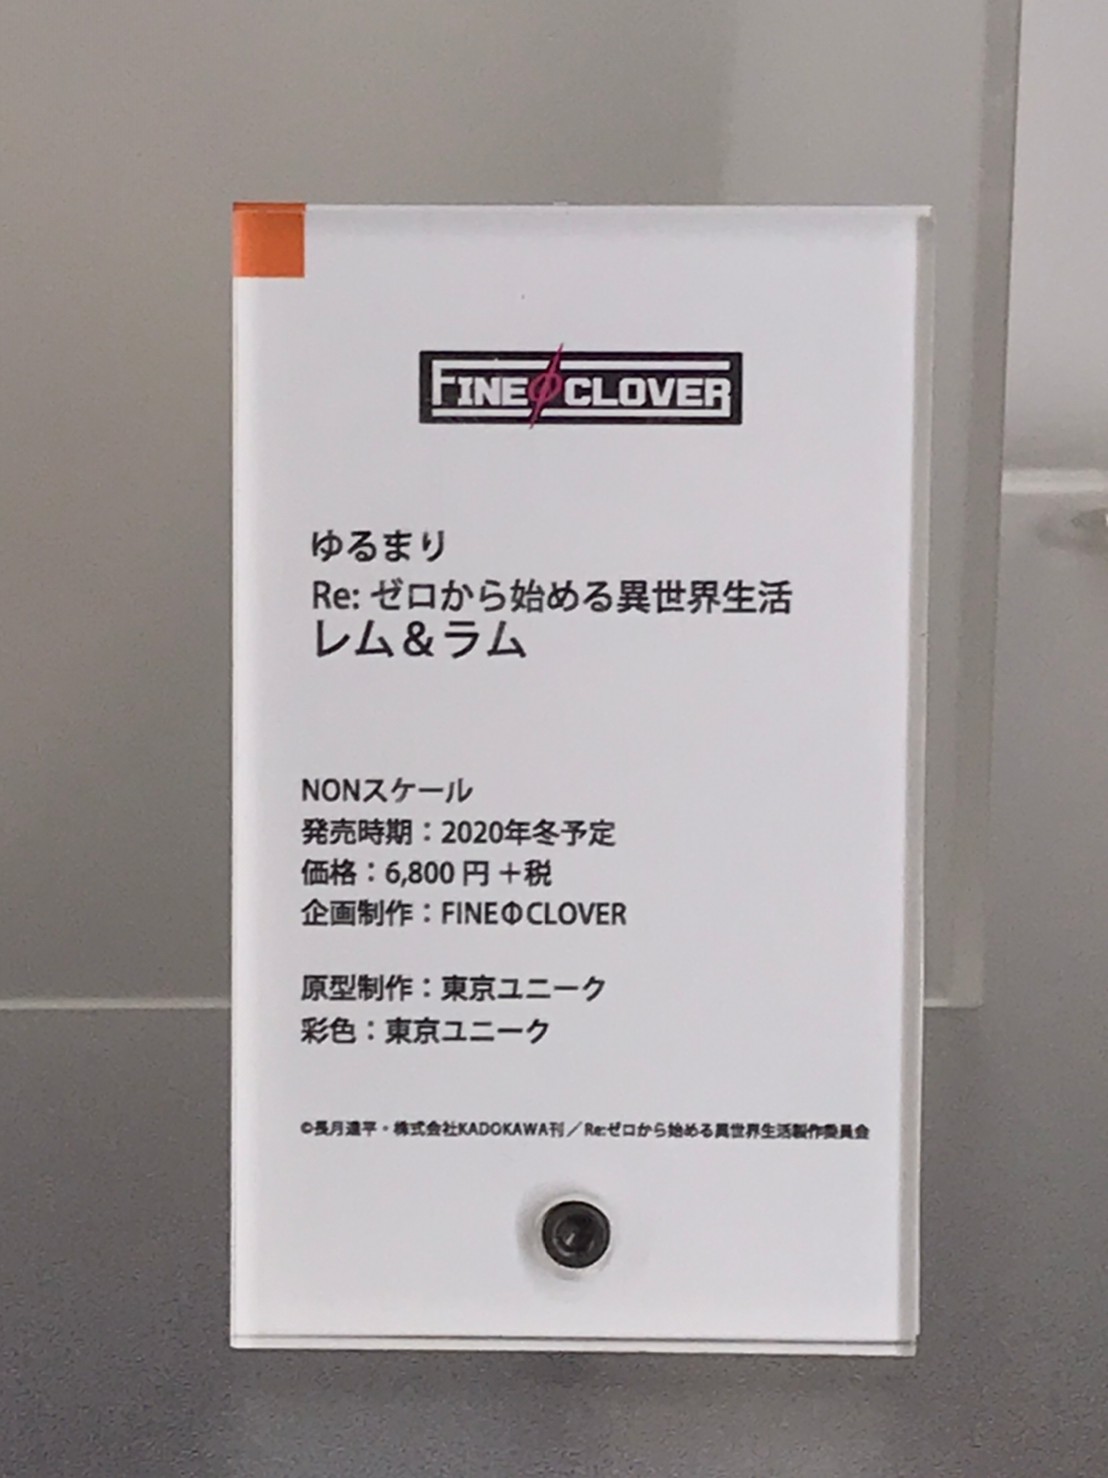 FINEΦCLOVER
ゆるまり
Re: ゼロから始める異世界生活
レム＆ラム
NONスケール
発売時期：2020年冬予定
価格：6,800 円 ＋税
企画制作：FINEΦCLOVER
原型制作：東京ユニーク
彩色：東京ユニーク
©長月達平・株式会社KADOKAWA刊／Re:ゼロから始める異世界生活製作委員会